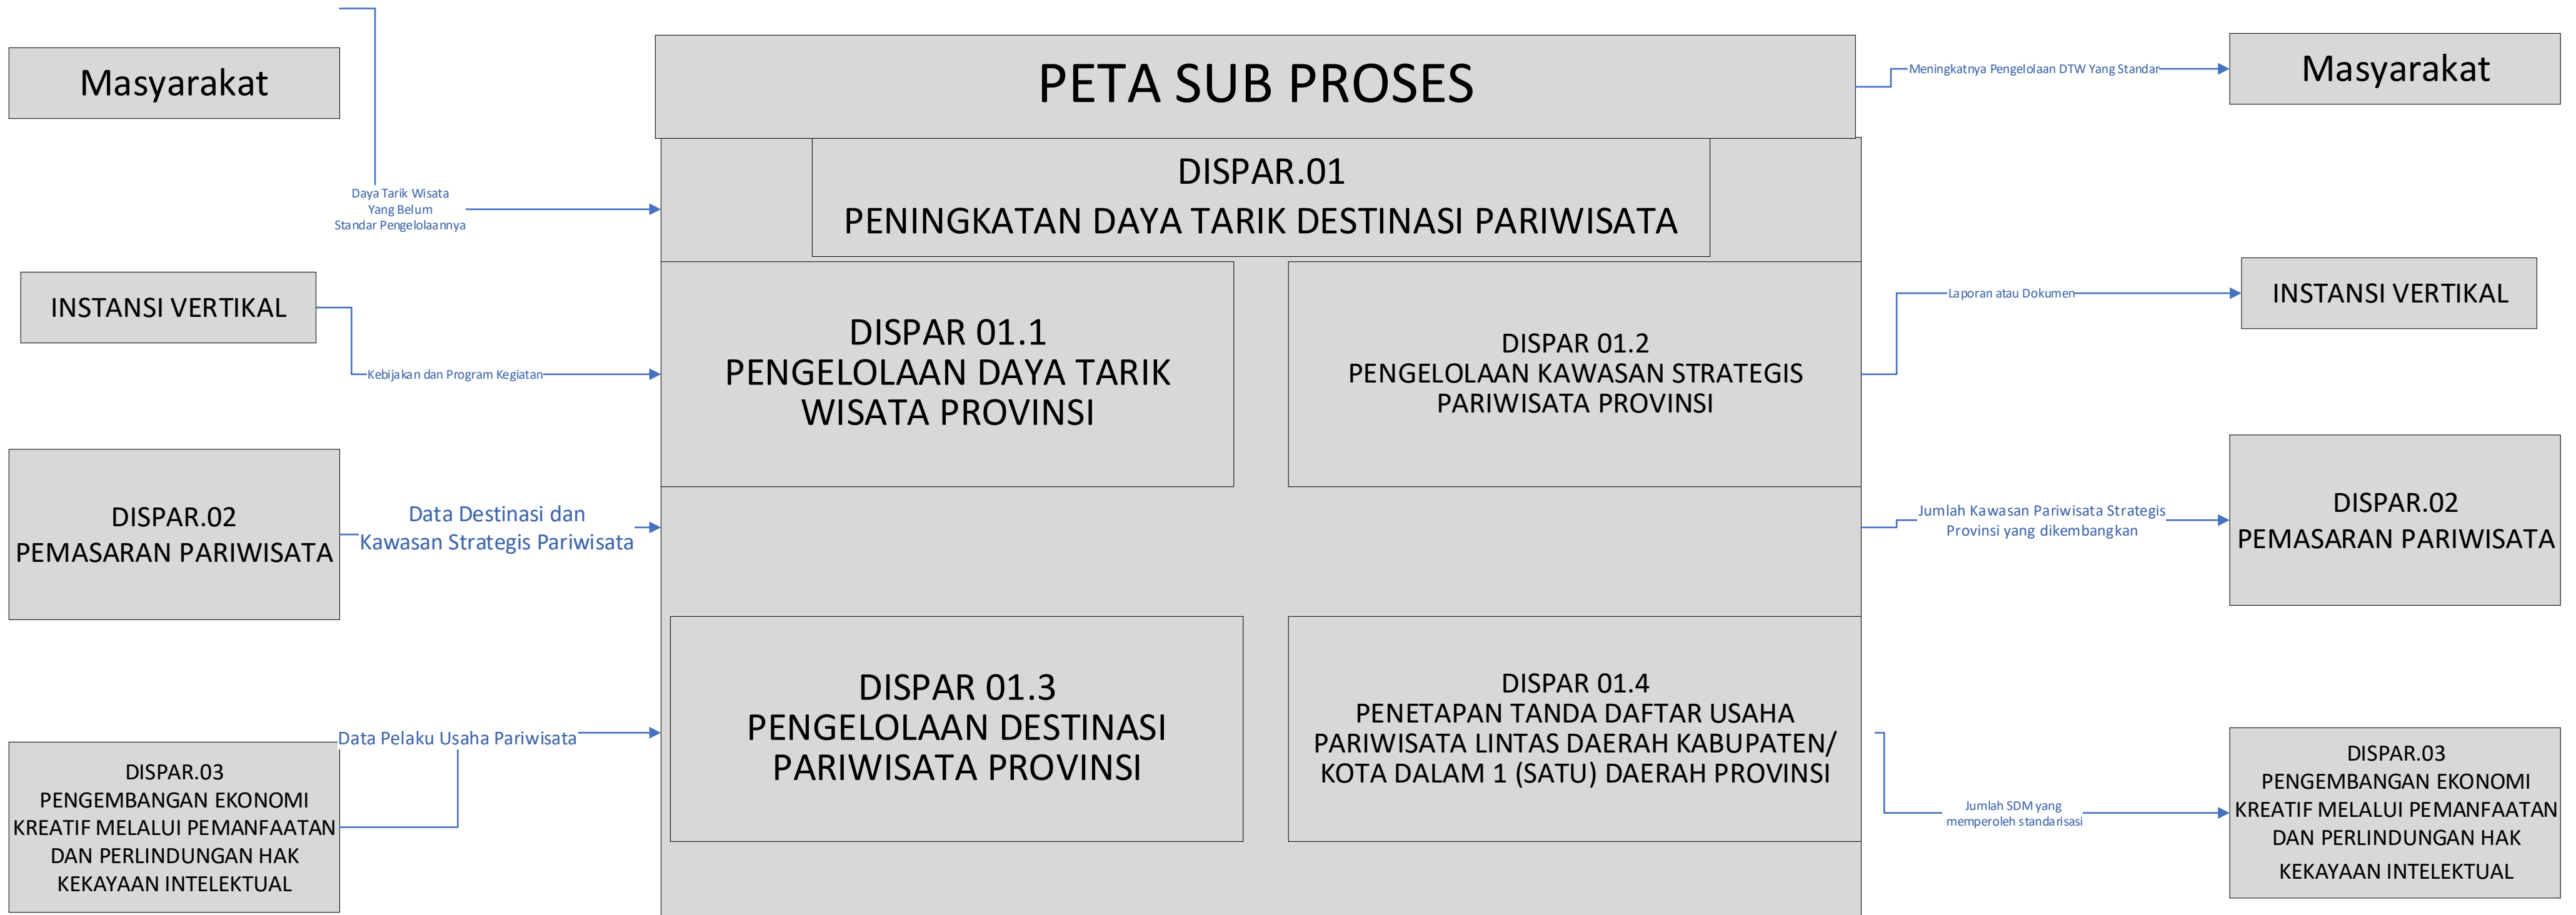 Masyarakat
Daya Tarik Wisata
Yang Belum
Standar Pengelolaannya
INSTANSI VERTIKAL
Kebijakan dan Program Kegiatan
DISPAR.02
PEMASARAN PARIWISATA
Data Destinasi dan
Kawasan Strategis Pariwisata
Data Pelaku Usaha Pariwisata
DISPAR.03
PENGEMBANGAN EKONOMI
KREATIF MELALUI PEMANFAATAN
DAN PERLINDUNGAN HAK
KEKAYAAN INTELEKTUAL
PETA SUB PROSES
DISPAR.01
PENINGKATAN DAYA TARIK DESTINASI PARIWISATA
DISPAR 01.1
PENGELOLAAN DAYA TARIK
WISATA PROVINSI
DISPAR 01.2
PENGELOLAAN KAWASAN STRATEGIS
PARIWISATA PROVINSI
DISPAR 01.3
PENGELOLAAN DESTINASI
PARIWISATA PROVINSI
DISPAR 01.4
PENETAPAN TANDA DAFTAR USAHA
PARIWISATA LINTAS DAERAH KABUPATEN/
KOTA DALAM 1 (SATU) DAERAH PROVINSI
Meningkatnya Pengelolaan DTW Yang Standar
Masyarakat
Laporan atau Dokumen
INSTANSI VERTIKAL
Jumlah Kawasan Pariwisata Strategis
Provinsi yang dikembangkan
DISPAR.02
PEMASARAN PARIWISATA
Jumlah SDM yang
memperoleh standarisasi
DISPAR.03
PENGEMBANGAN EKONOMI
KREATIF MELALUI PEMANFAATAN
DAN PERLINDUNGAN HAK
KEKAYAAN INTELEKTUAL